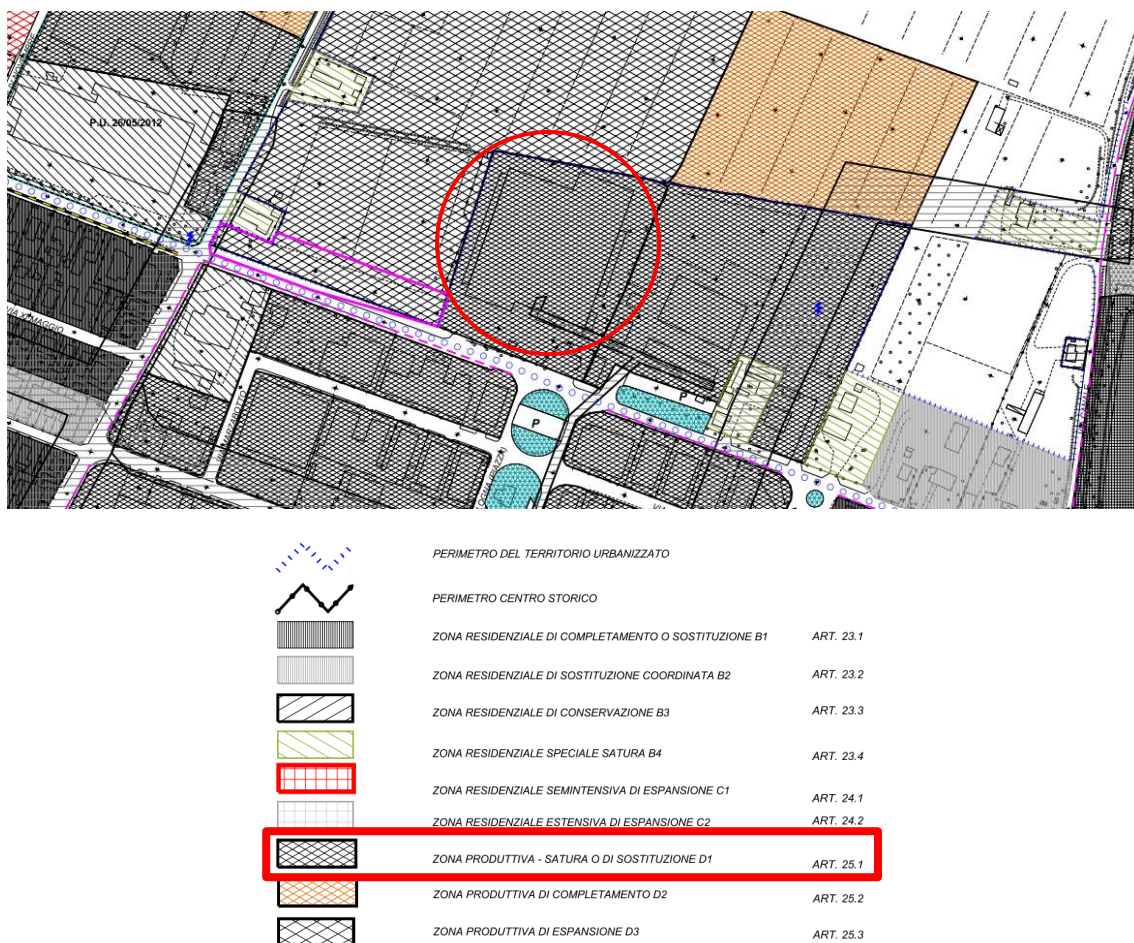 P.U. 26/05/2012
VIA XI MAGGIO
P
P
PERIMETRO DEL TERRITORIO URBANIZZATO
PERIMETRO CENTRO STORICO
ZONA RESIDENZIALE DI COMPLETAMENTO O SOSTITUZIONE B1 ART. 23.1
ZONA RESIDENZIALE DI SOSTITUZIONE COORDINATA B2 ART. 23.2
ZONA RESIDENZIALE DI CONSERVAZIONE B3 ART. 23.3
ZONA RESIDENZIALE SPECIALE SATURA B4 ART. 23.4
ZONA RESIDENZIALE SEMINTENSIVA DI ESPANSIONE C1 ART. 24.1
ZONA RESIDENZIALE ESTENSIVA DI ESPANSIONE C2 ART. 24.2
ZONA PRODUTTIVA - SATURA O DI SOSTITUZIONE D1 ART. 25.1
ZONA PRODUTTIVA DI COMPLETAMENTO D2 ART. 25.2
ZONA PRODUTTIVA DI ESPANSIONE D3 ART. 25.3